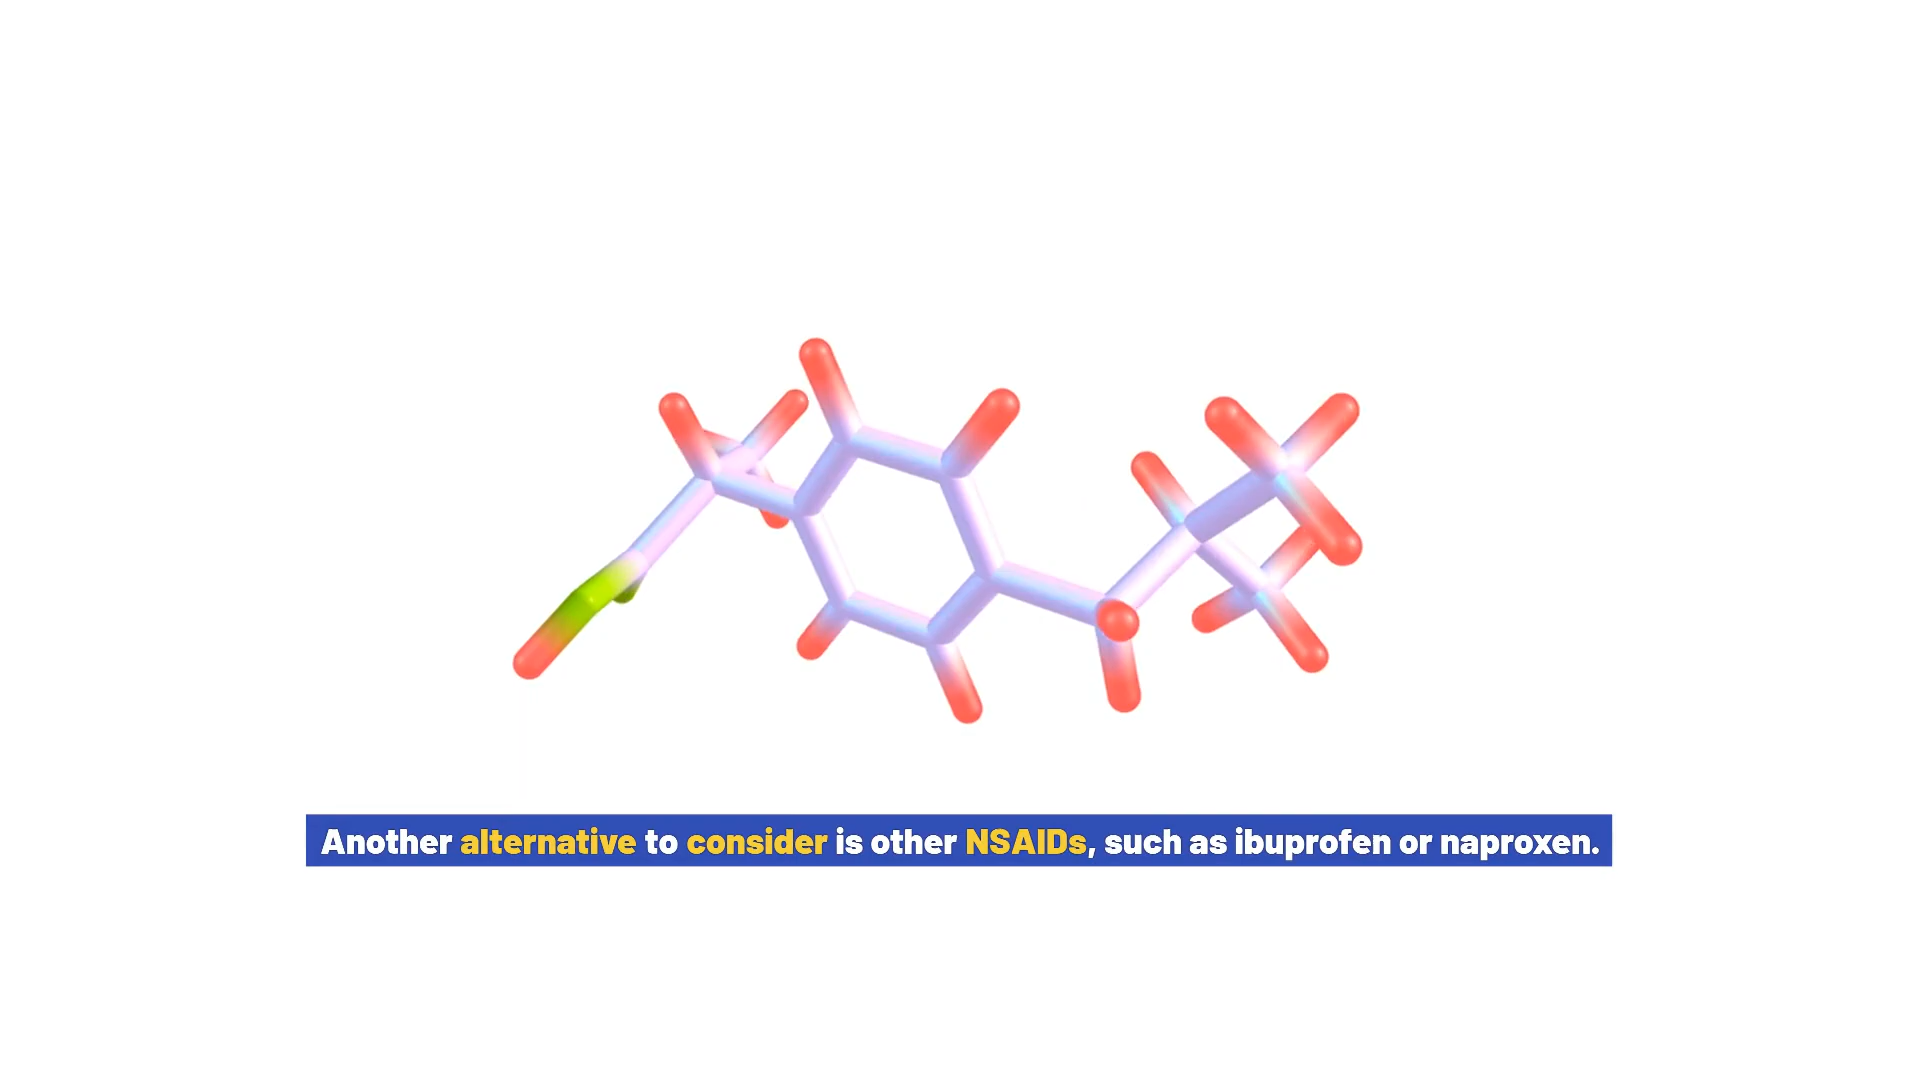 Another alternative to consider is other NSAIDs, such as ibuprofen or naproxen.